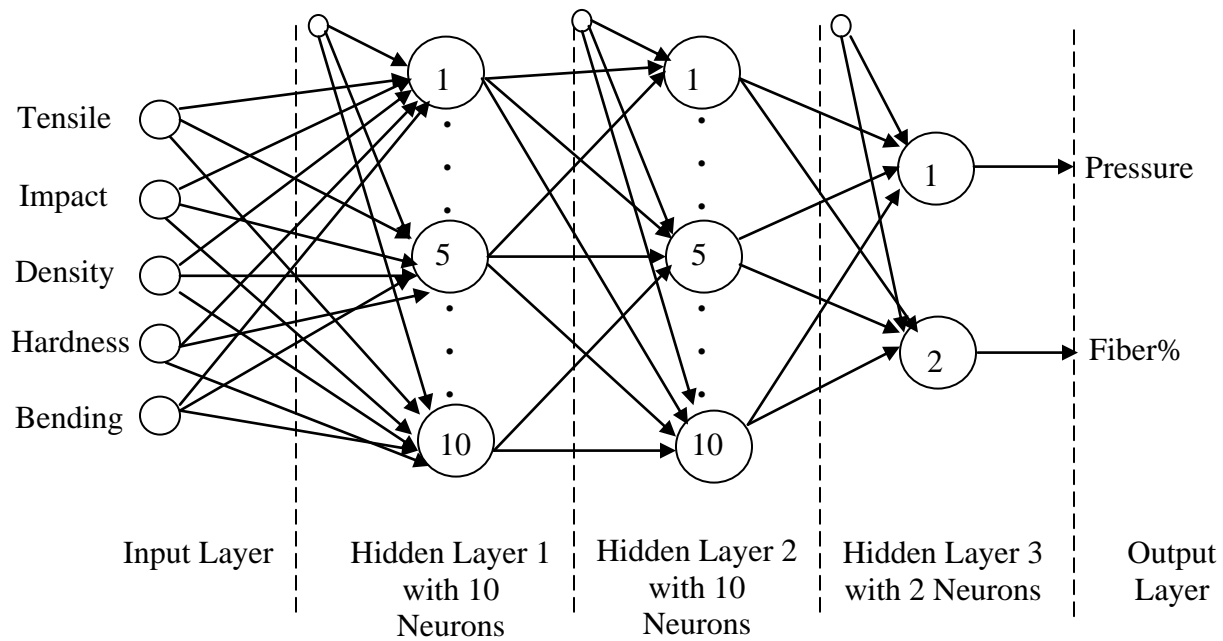 Tensile
Impact
Density
Hardness
Bending
1
5
10
1
5
10
1
2
Pressure
Fiber%
Input Layer
Hidden Layer 1
with 10
Neurons
Hidden Layer 2
with 10
Neurons
Hidden Layer 3
with 2 Neurons
Output
Layer